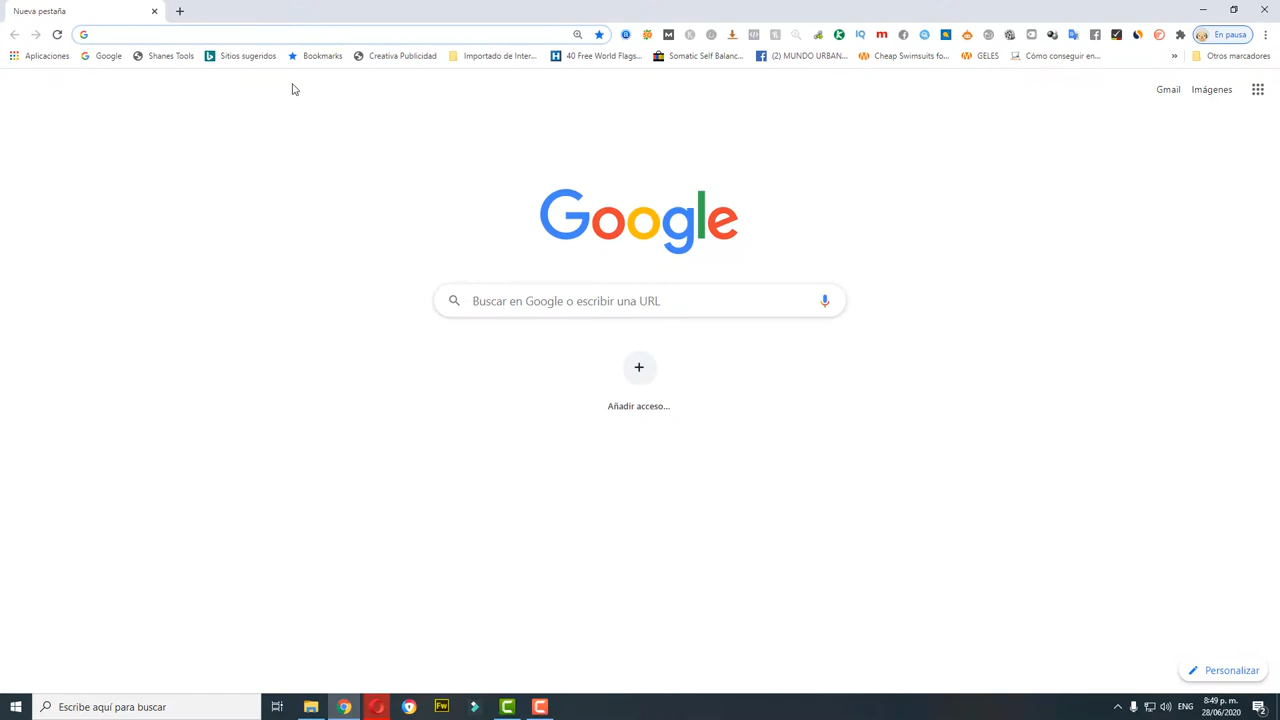 Nueva pestaña
En pausa
Aplicaciones Google Shanes Tools Sitios sugeridos Bookmarks Creativa Publicidad Importado de Inter... 40 Free World Flags... Somatic Self Balanc... (2) MUNDO URBAN... Cheap Swimsuits fo... GELES Cómo conseguir en... » Otros marcadores
Gmail Imágenes
Google
Buscar en Google o escribir una URL
Añadir acceso...
Personalizar
Escribe aquí para buscar
Fw
ENG
8:49 p. m.
28/06/2020
2